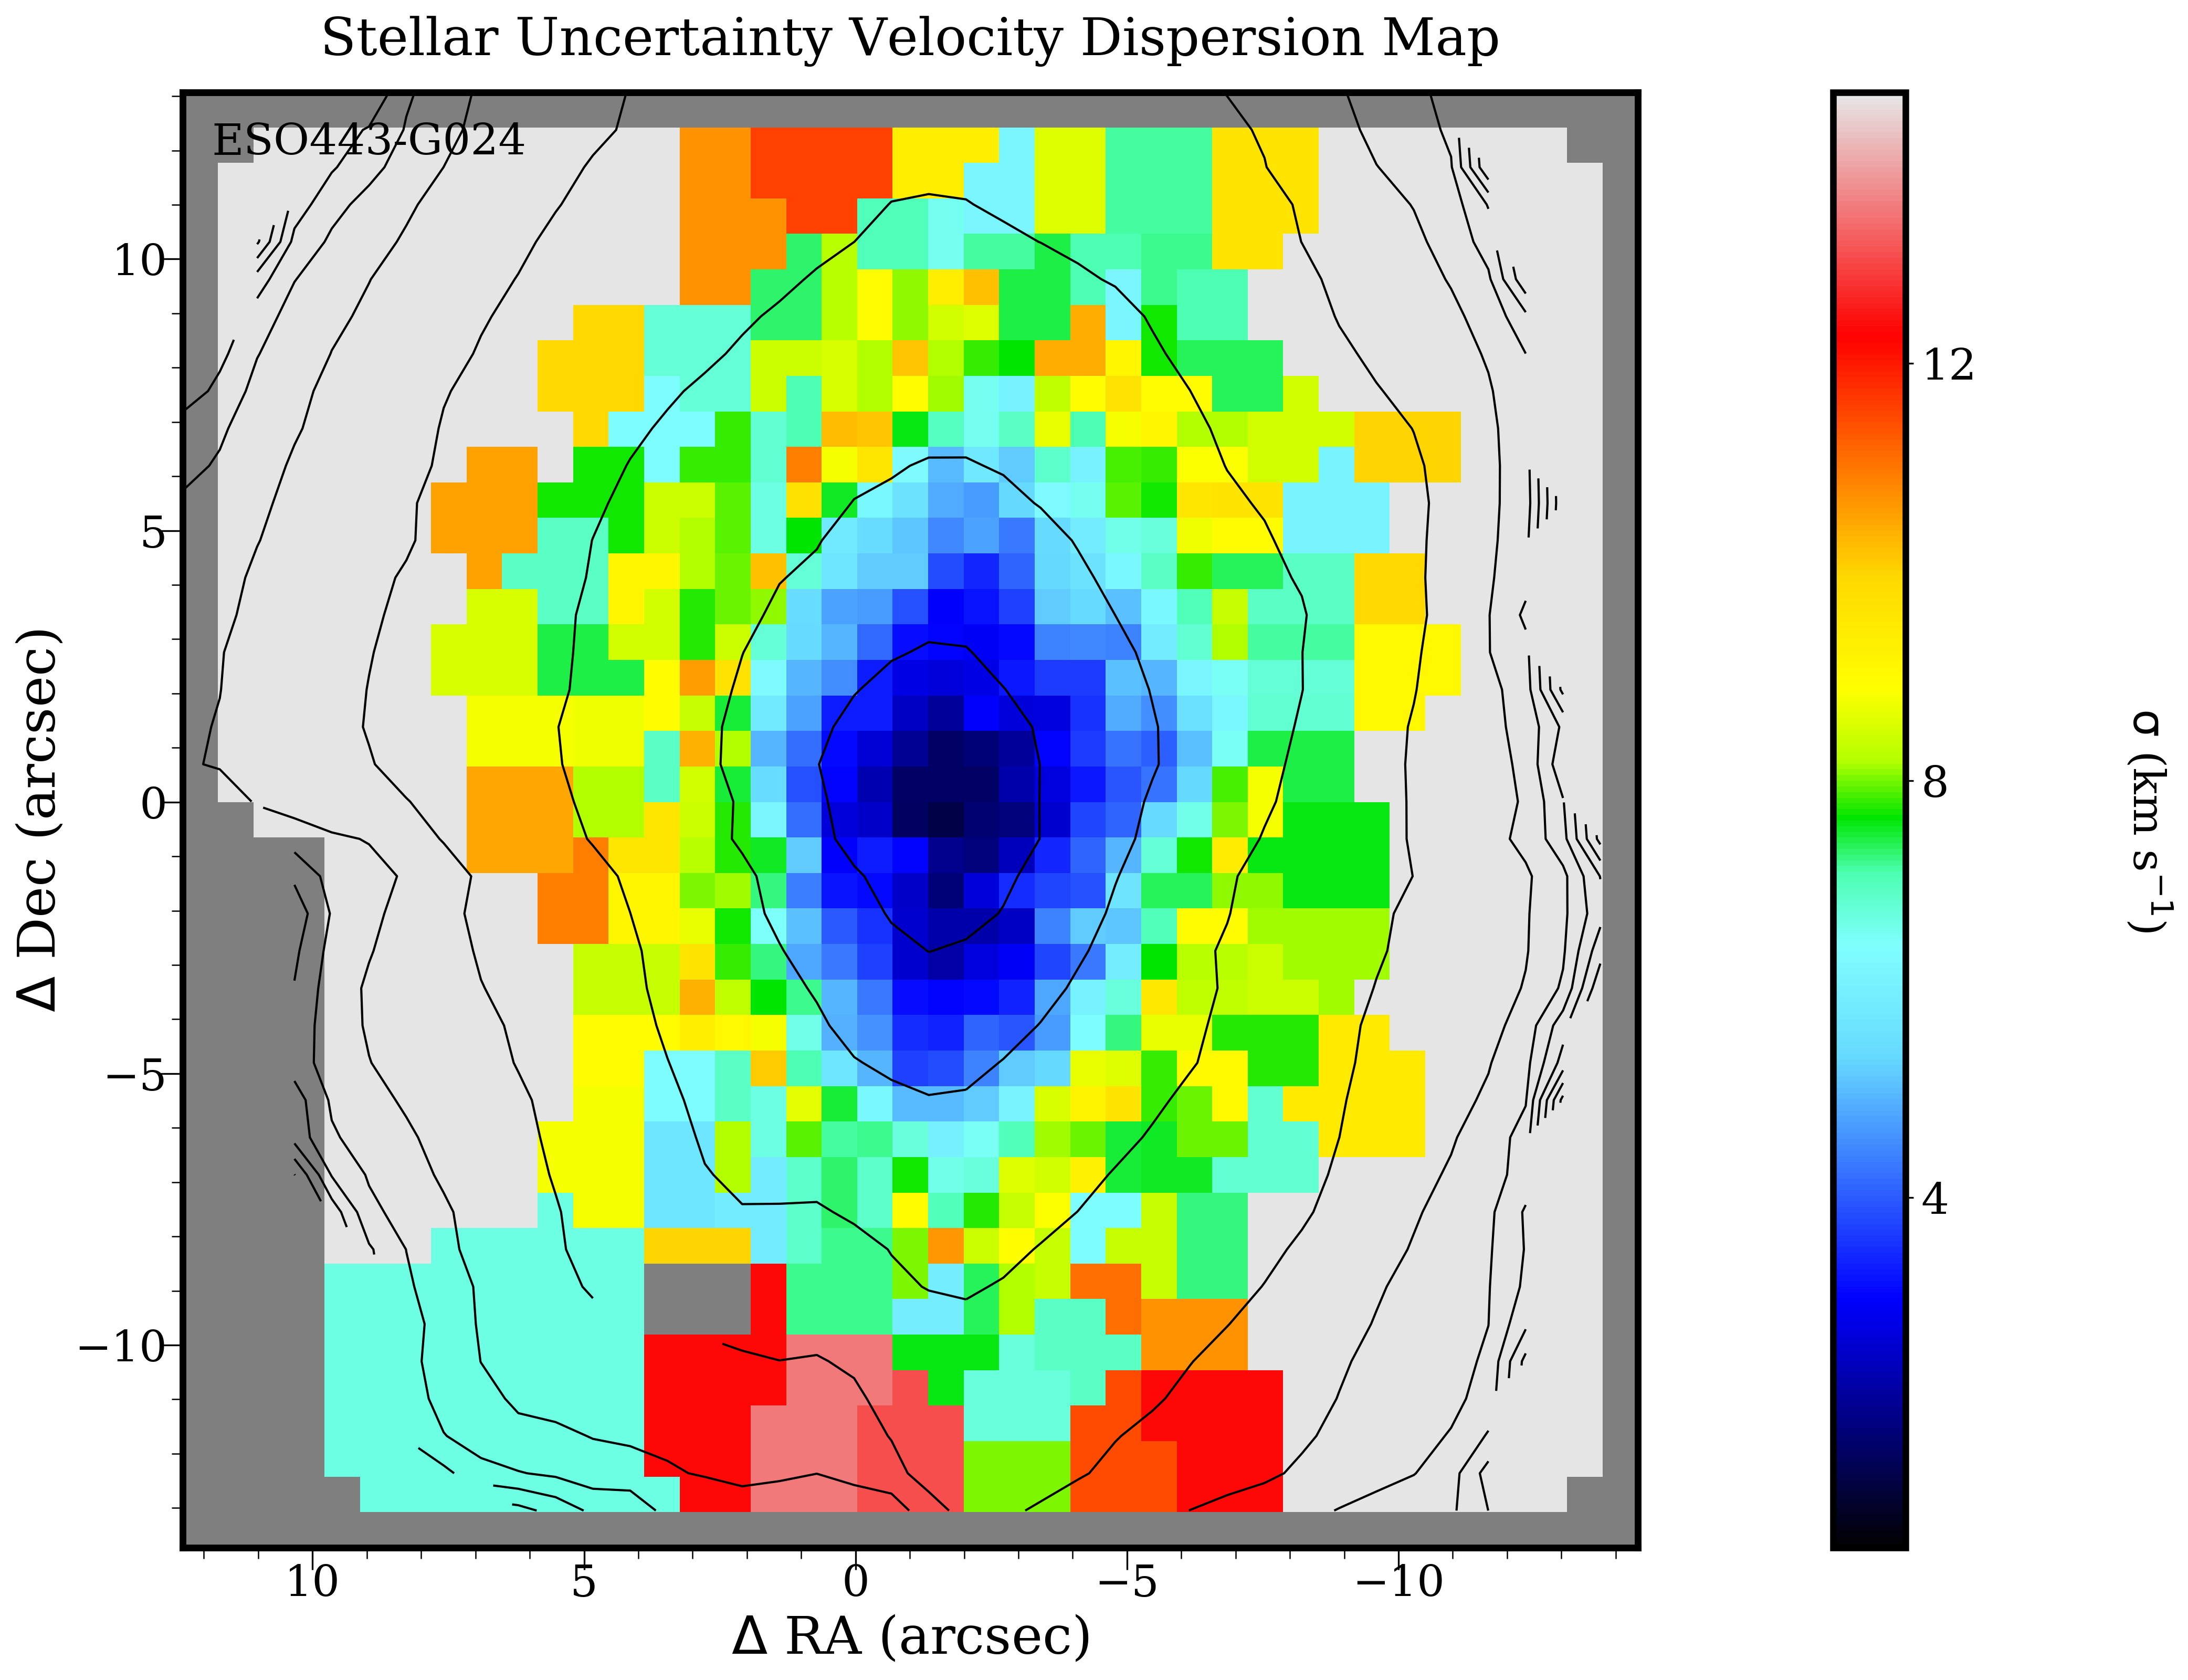 Stellar Uncertainty Velocity Dispersion Map
ESO443-G024
10
5
0
−5
−10
Δ Dec (arcsec)
10
5
0
−5
−10
Δ RA (arcsec)
12
8
4
σ (km s⁻¹)